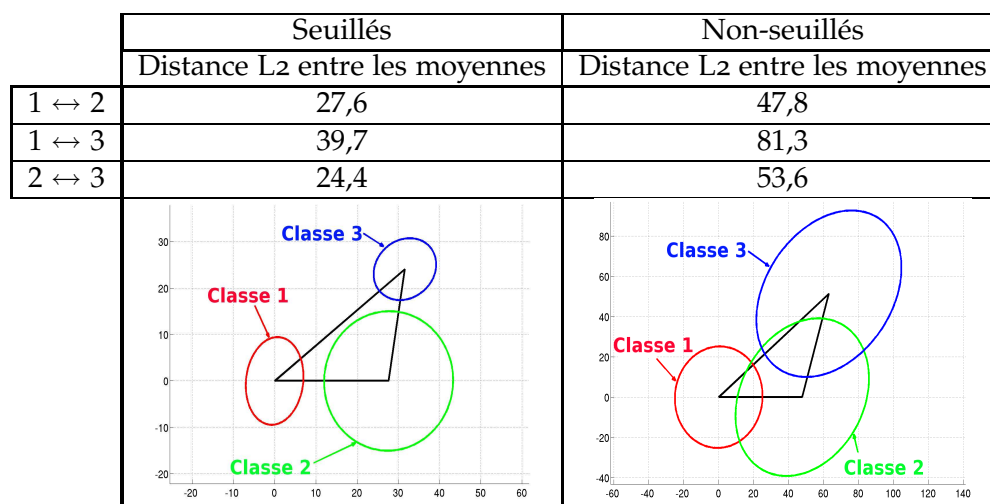 Seuillés Non-seuillés
Distance L2 entre les moyennes Distance L2 entre les moyennes
1 ↔ 2 27,6 47,8
1 ↔ 3 39,7 81,3
2 ↔ 3 24,4 53,6
Classe 3
Classe 1
Classe 2
30
20
10
0
-10
-20
-20 -10 0 10 20 30 40 50 60
Classe 3
Classe 1
Classe 2
80
60
40
20
0
-20
-40
-60 -40 -20 0 20 40 60 80 100 120 140